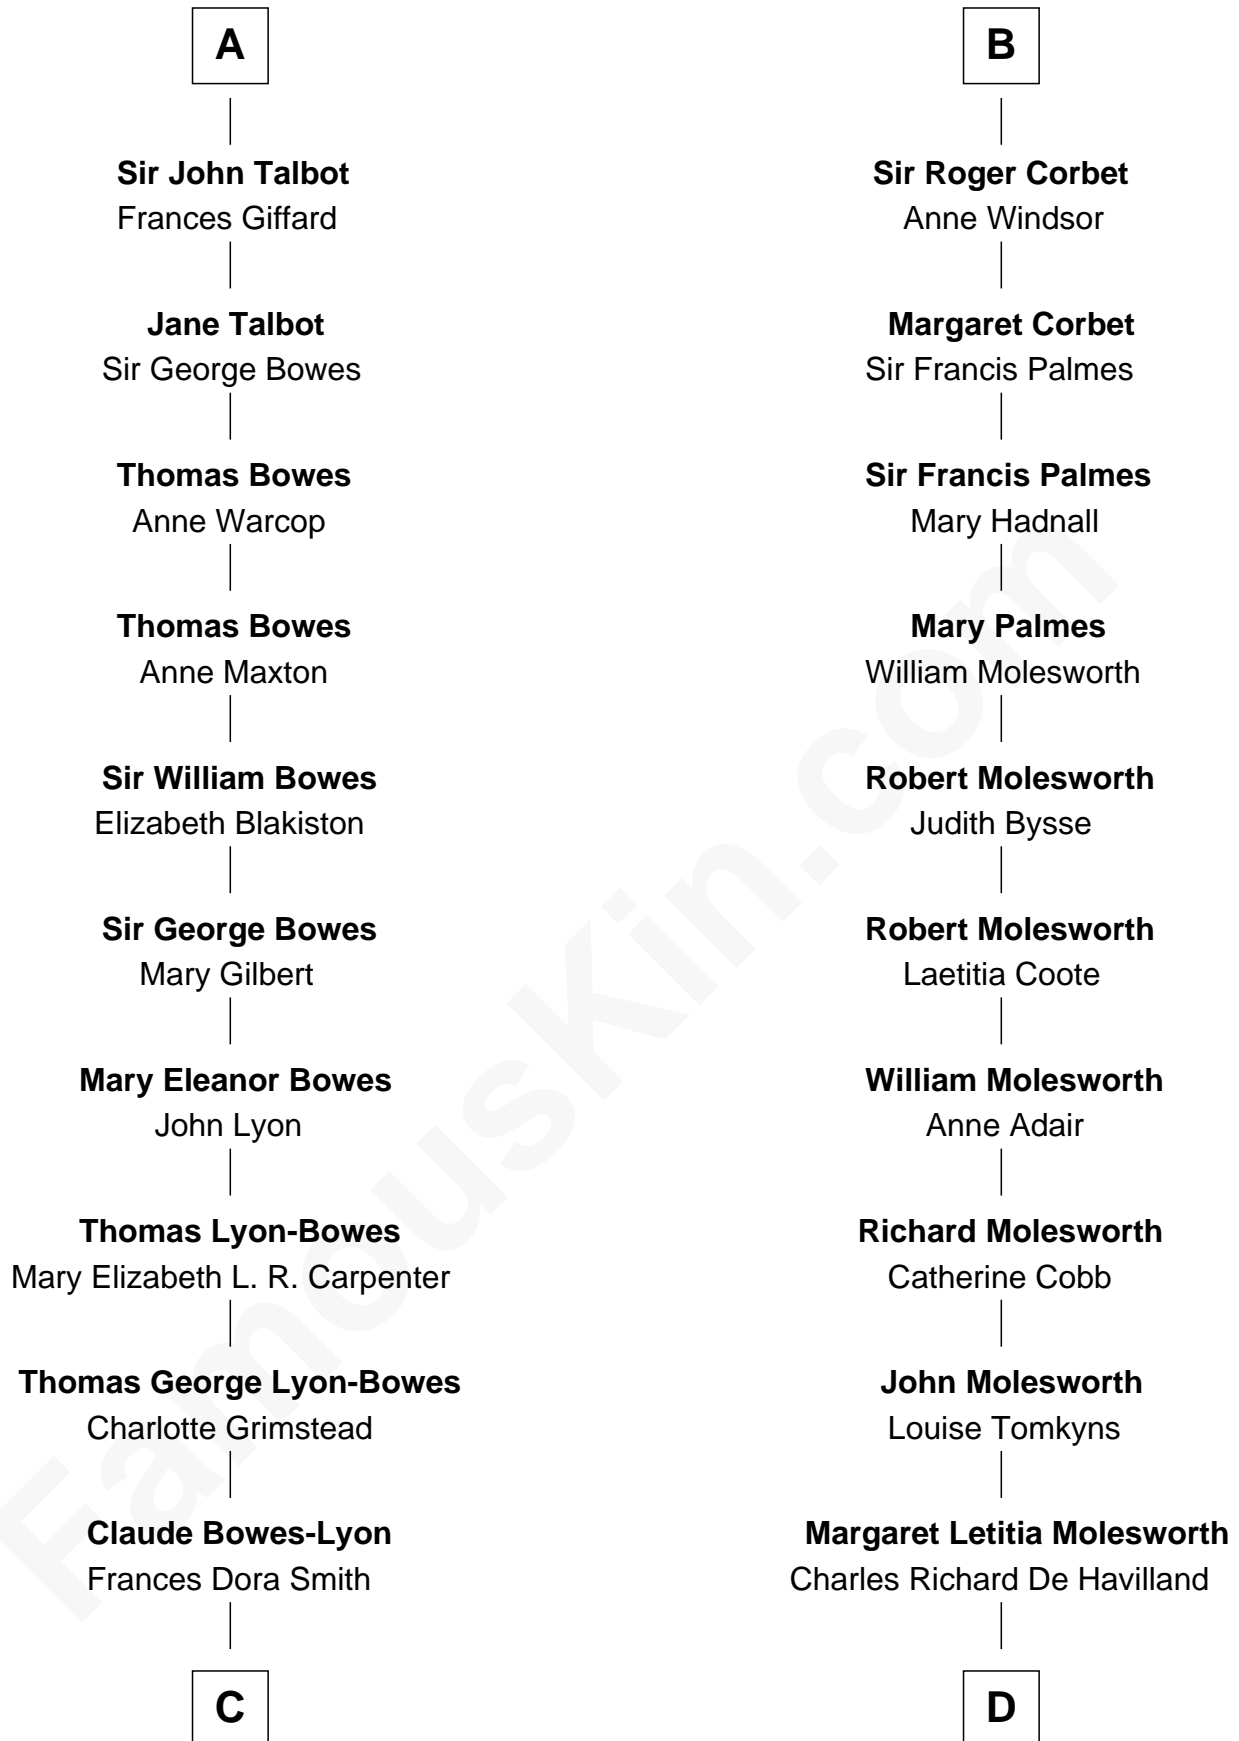 A
Sir John Talbot
Frances Giffard
Jane Talbot
Sir George Bowes
Thomas Bowes
Anne Warcop
Thomas Bowes
Anne Maxton
Sir William Bowes
Elizabeth Blakiston
Sir George Bowes
Mary Gilbert
Mary Eleanor Bowes
John Lyon
Thomas Lyon-Bowes
Mary Elizabeth L. R. Carpenter
Thomas George Lyon-Bowes
Charlotte Grimstead
Claude Bowes-Lyon
Frances Dora Smith
C
B
Sir Roger Corbet
Anne Windsor
Margaret Corbet
Sir Francis Palmes
Sir Francis Palmes
Mary Hadnall
Mary Palmes
William Molesworth
Robert Molesworth
Judith Bysse
Robert Molesworth
Laetitia Coote
William Molesworth
Anne Adair
Richard Molesworth
Catherine Cobb
John Molesworth
Louise Tomkyns
Margaret Letitia Molesworth
Charles Richard De Havilland
D
FamousKin.com